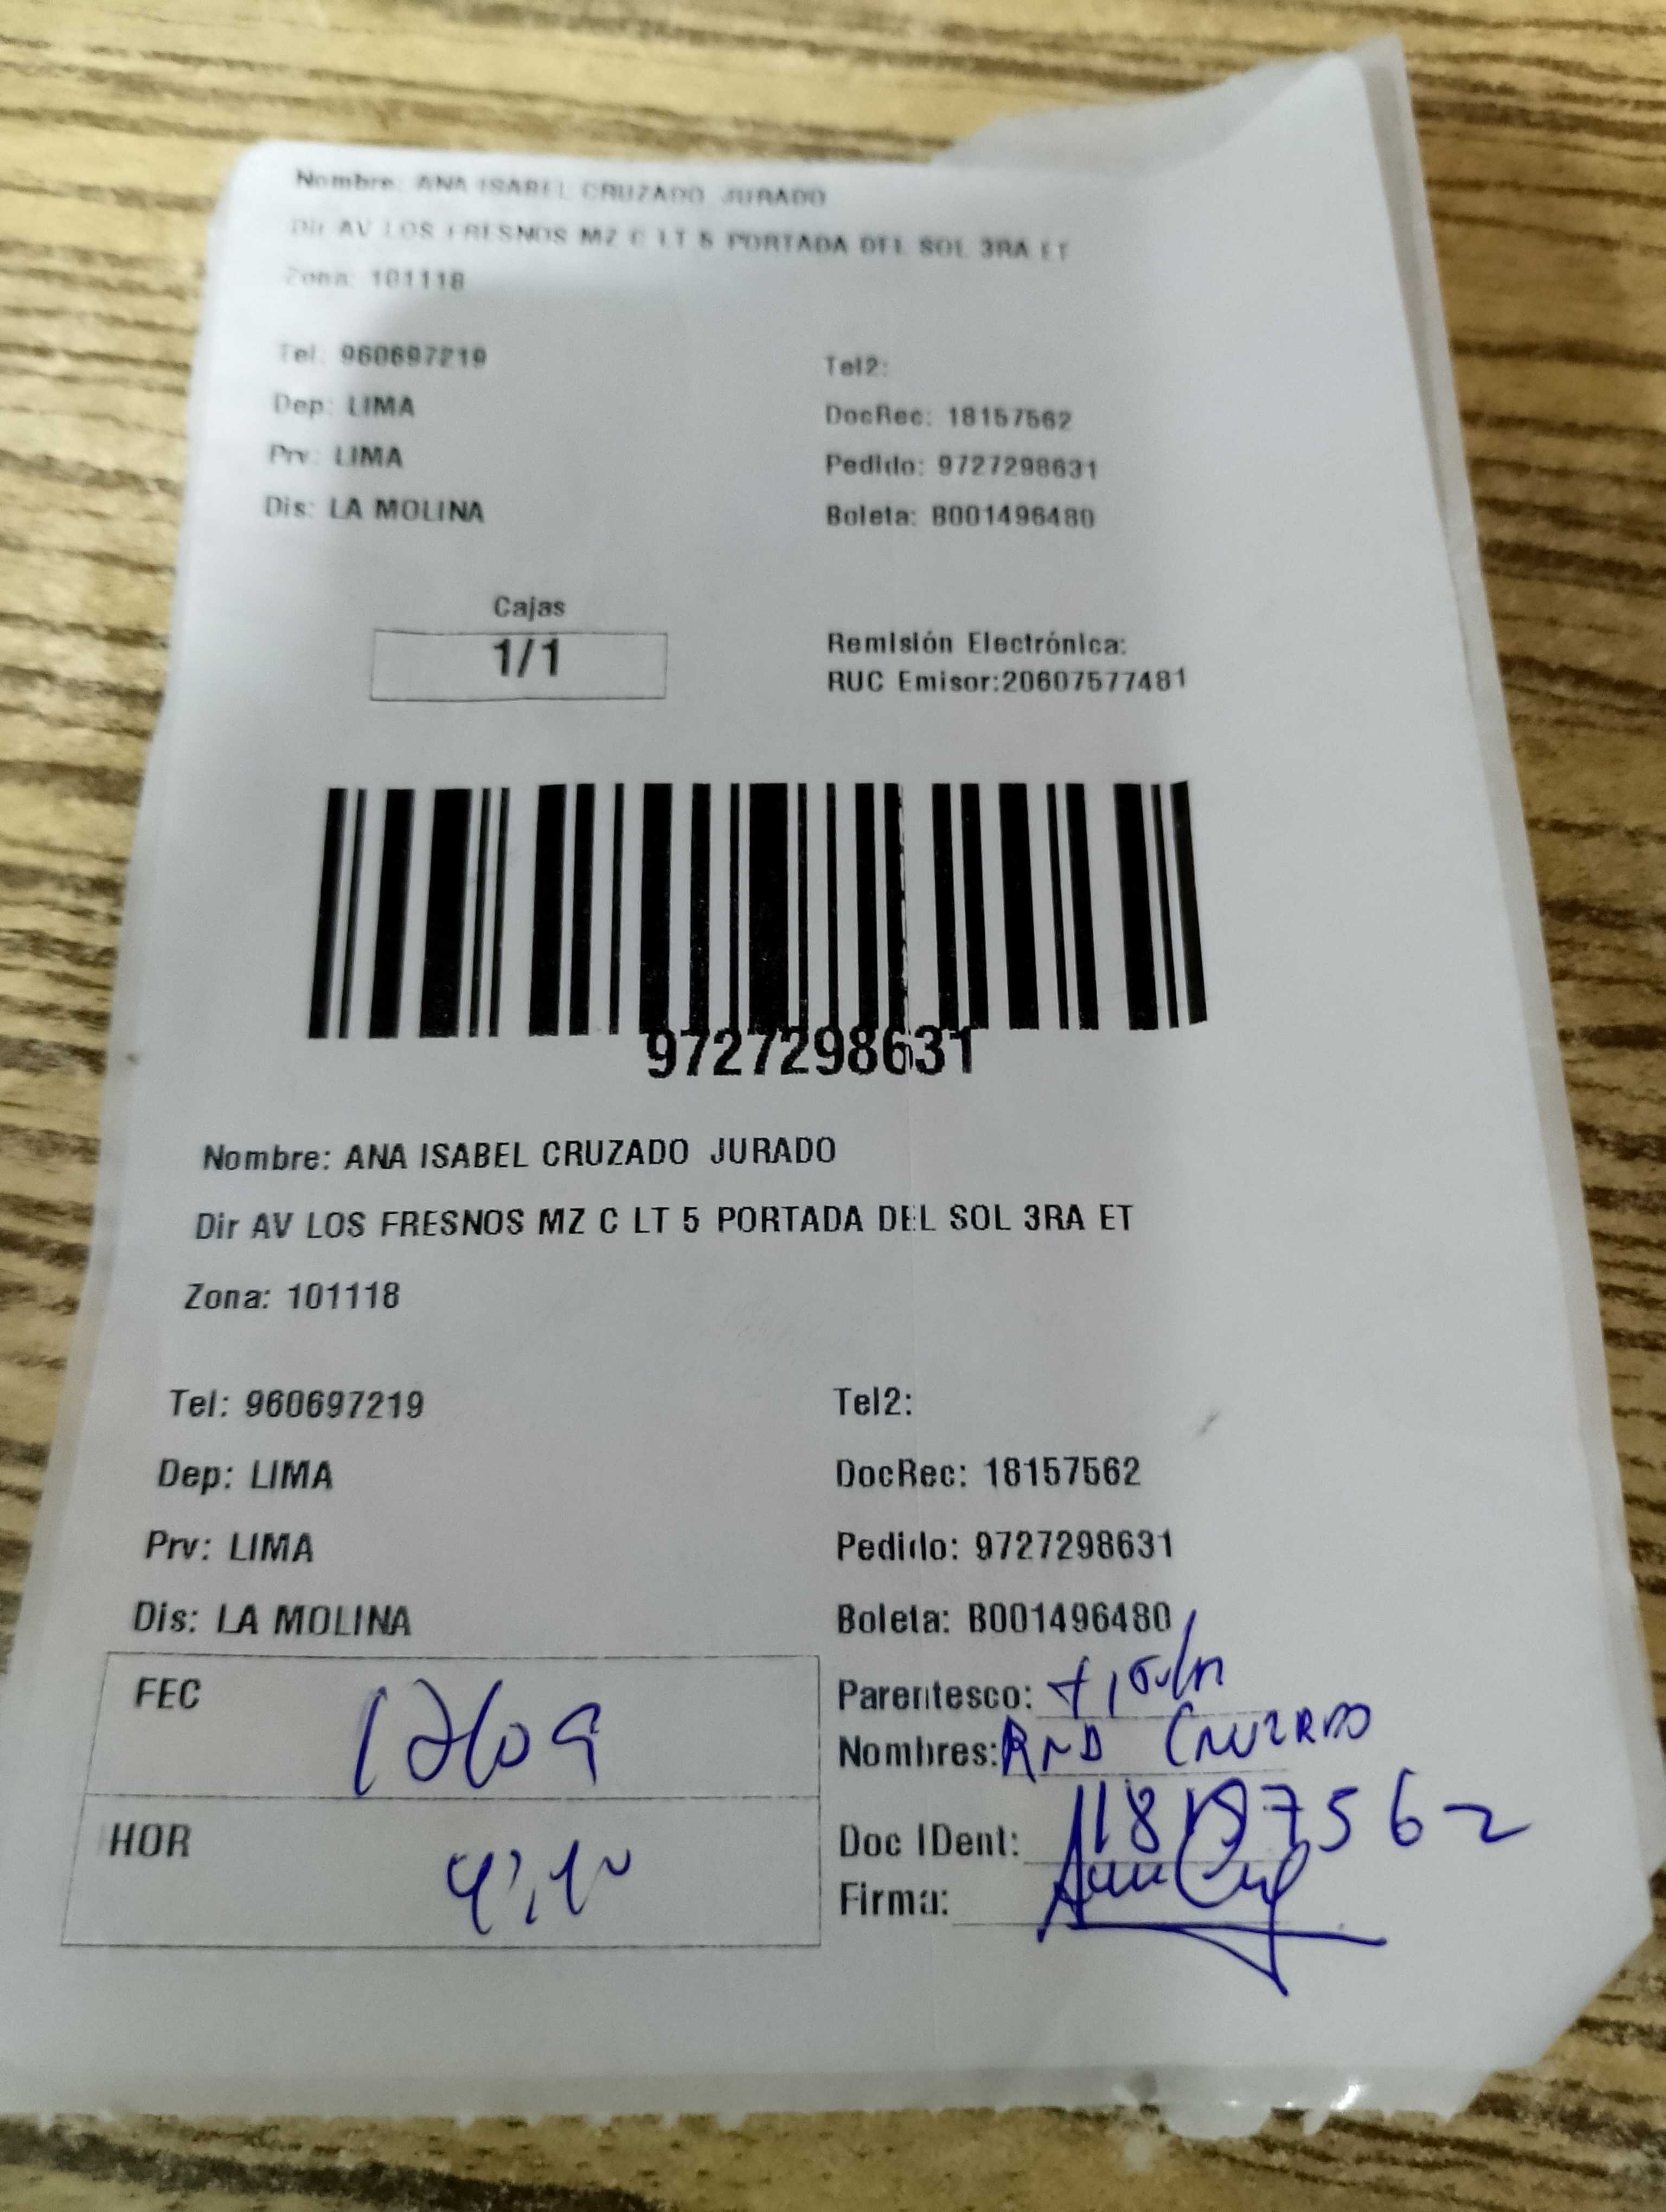 Nombre: ANA ISABEL CRUZADO JURADO
Dir AV LOS FRESNOS MZ C LT 5 PORTADA DEL SOL 3RA ET
Zona: 101118
Tel: 960697219 Tel2:
Dep: LIMA DocRec: 18157562
Prv: LIMA Pedido: 9727298631
Dis: LA MOLINA Boleta: B001496480
Cajas
1/1
Remisión Electrónica:
RUC Emisor:20607577481
9727298631
Nombre: ANA ISABEL CRUZADO JURADO
Dir AV LOS FRESNOS MZ C LT 5 PORTADA DEL SOL 3RA ET
Zona: 101118
Tel: 960697219 Tel2:
Dep: LIMA DocRec: 18157562
Prv: LIMA Pedido: 9727298631
Dis: LA MOLINA Boleta: B001496480
FEC
HOR
Parentesco:
Nombres: CRUZADO
Doc IDent: 18157562
Firma: